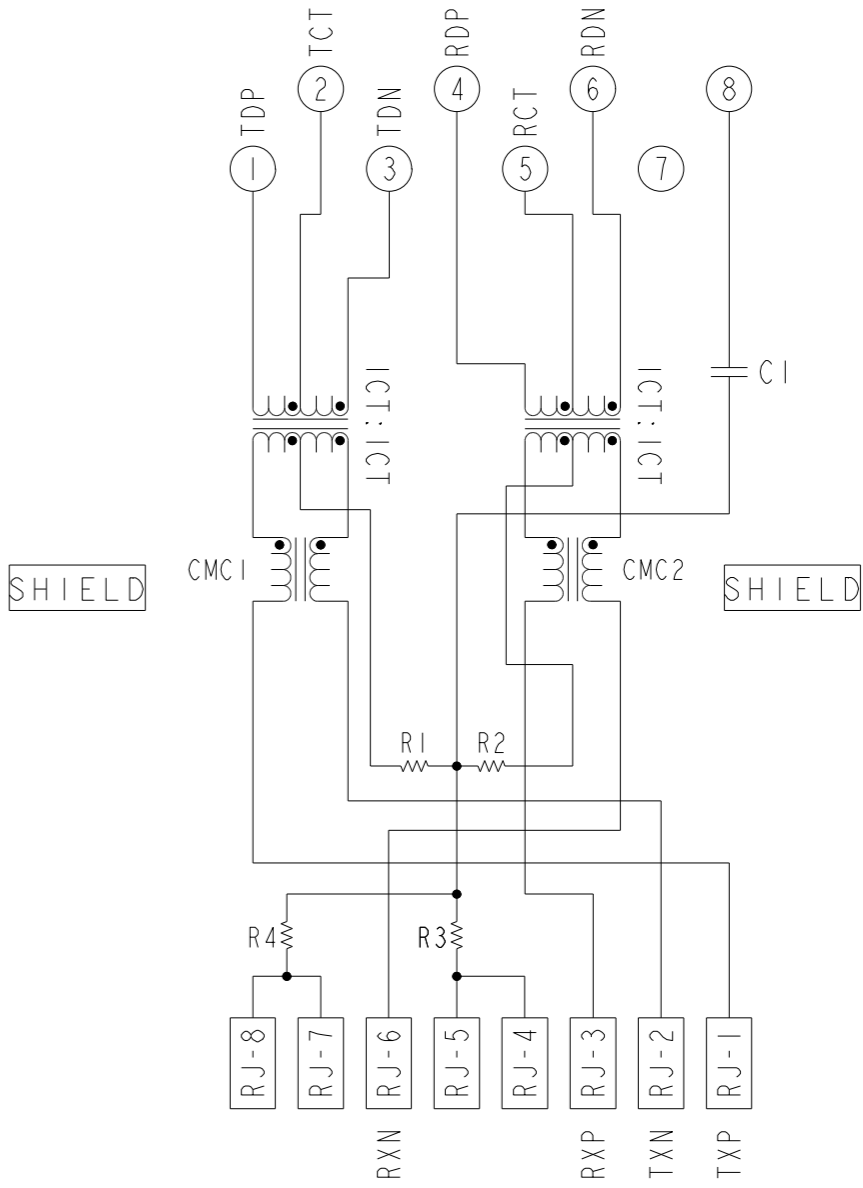 TDP
TCT
TDN
RDP
RCT
RDN
1
2
3
4
5
6
7
8
1CT:1CT
1CT:1CT
C1
SHIELD
CMC1
CMC2
SHIELD
R1
R2
R4
R3
RJ-8
RJ-7
RJ-6
RJ-5
RJ-4
RJ-3
RJ-2
RJ-1
RXN
RXP
TXN
TXP